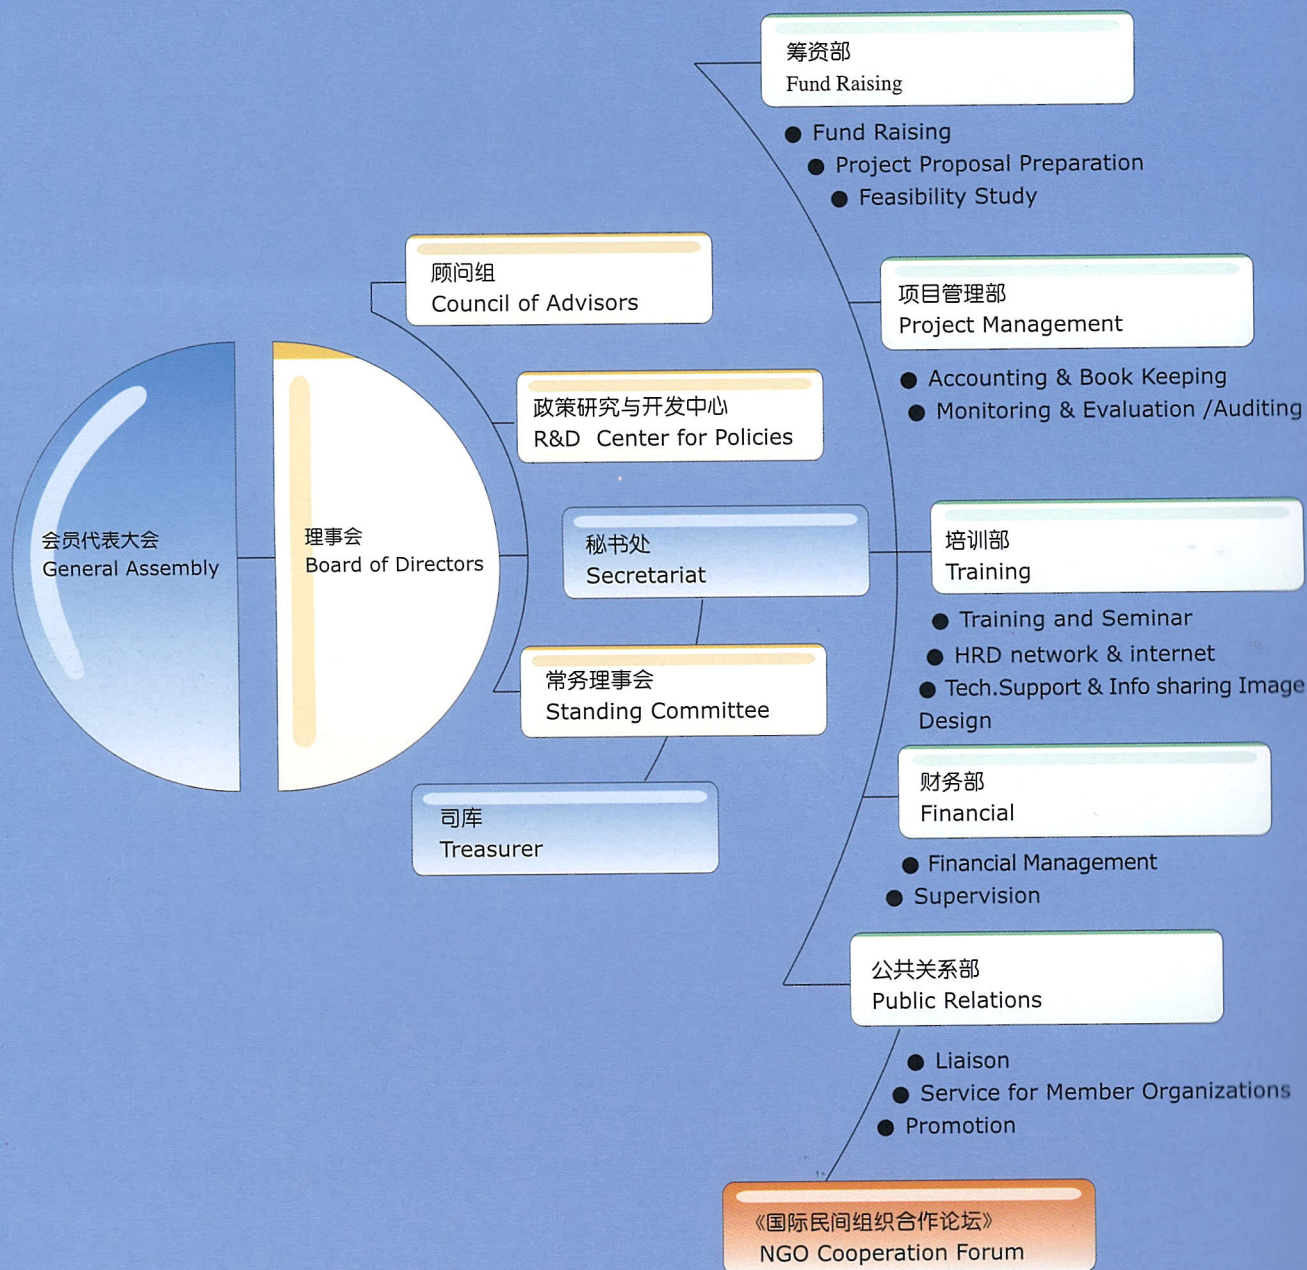 筹资部
Fund Raising
● Fund Raising
● Project Proposal Preparation
● Feasibility Study
顾问组
Council of Advisors
项目管理部
Project Management
● Accounting & Book Keeping
● Monitoring & Evaluation /Auditing
政策研究与开发中心
R&D Center for Policies
会员代表大会
General Assembly
理事会
Board of Directors
秘书处
Secretariat
培训部
Training
● Training and Seminar
● HRD network & internet
● Tech.Support & Info sharing Image
Design
常务理事会
Standing Committee
财务部
Financial
● Financial Management
● Supervision
司库
Treasurer
公共关系部
Public Relations
● Liaison
● Service for Member Organizations
● Promotion
《国际民间组织合作论坛》
NGO Cooperation Forum